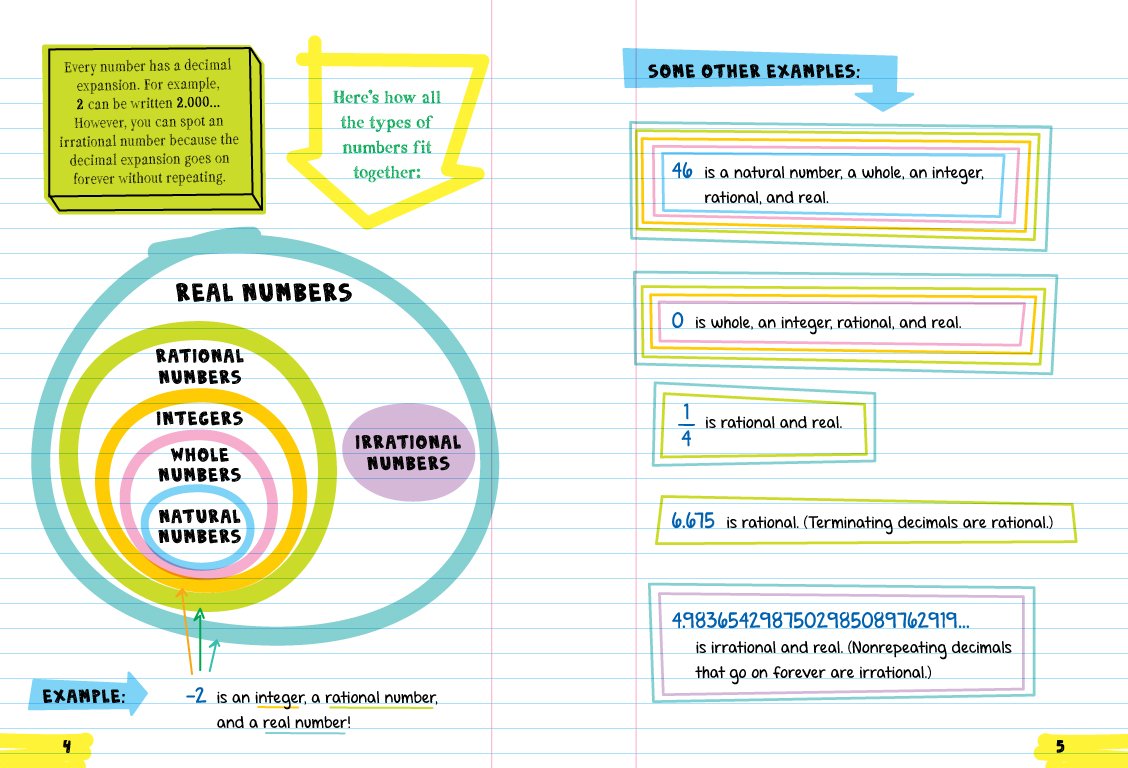 Every number has a decimal
expansion. For example,
2 can be written 2.000...
However, you can spot an
irrational number because the
decimal expansion goes on
forever without repeating.
Here's how all
the types of
numbers fit
together:
REAL NUMBERS
RATIONAL
NUMBERS
INTEGERS
WHOLE
NUMBERS
NATURAL
NUMBERS
IRRATIONAL
NUMBERS
EXAMPLE:
-2 is an integer, a rational number,
and a real number!
4
SOME OTHER EXAMPLES:
46 is a natural number, a whole, an integer,
rational, and real.
0 is whole, an integer, rational, and real.
1/4 is rational and real.
6.675 is rational. (Terminating decimals are rational.)
4.9836542987502985089762919...
is irrational and real. (Nonrepeating decimals
that go on forever are irrational.)
5